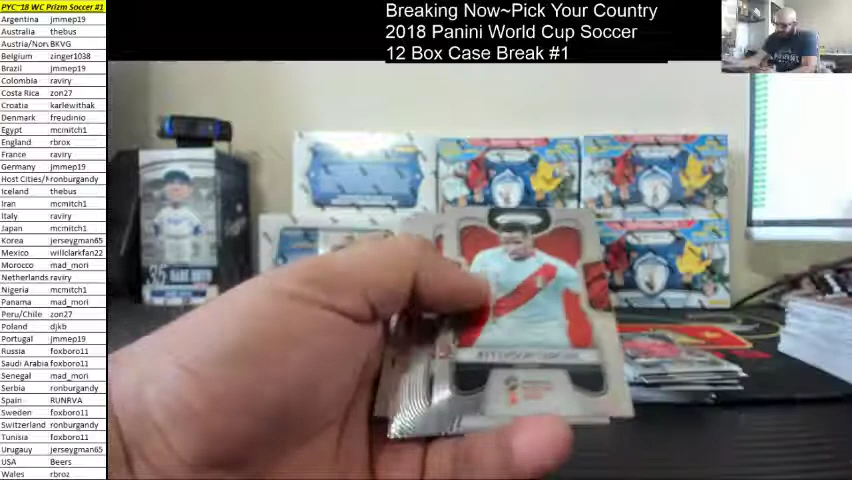 PYC~18 WC Prizm Soccer #1
Argentina jmmep19
Australia thebus
Austria/Nor BKVG
Belgium zinger1038
Brazil jmmep19
Colombia raviry
Costa Rica zon27
Croatia karlewithak
Denmark freudinio
Egypt mcmitch1
England rbrox
France raviry
Germany jmmep19
Host Cities/ ronburgandy
Iceland thebus
Iran mcmitch1
Italy raviry
Japan mcmitch1
Korea jerseygman65
Mexico willclarkfan22
Morocco mad_mori
Netherlands raviry
Nigeria mcmitch1
Panama mad_mori
Peru/Chile zon27
Poland djkb
Portugal jmmep19
Russia foxboro11
Saudi Arabia foxboro11
Senegal mad_mori
Serbia ronburgandy
Spain RUNRVA
Sweden foxboro11
Switzerland ronburgandy
Tunisia foxboro11
Urugauy jerseygman65
USA Beers
Wales rbroz
Breaking Now~Pick Your Country
2018 Panini World Cup Soccer
12 Box Case Break #1